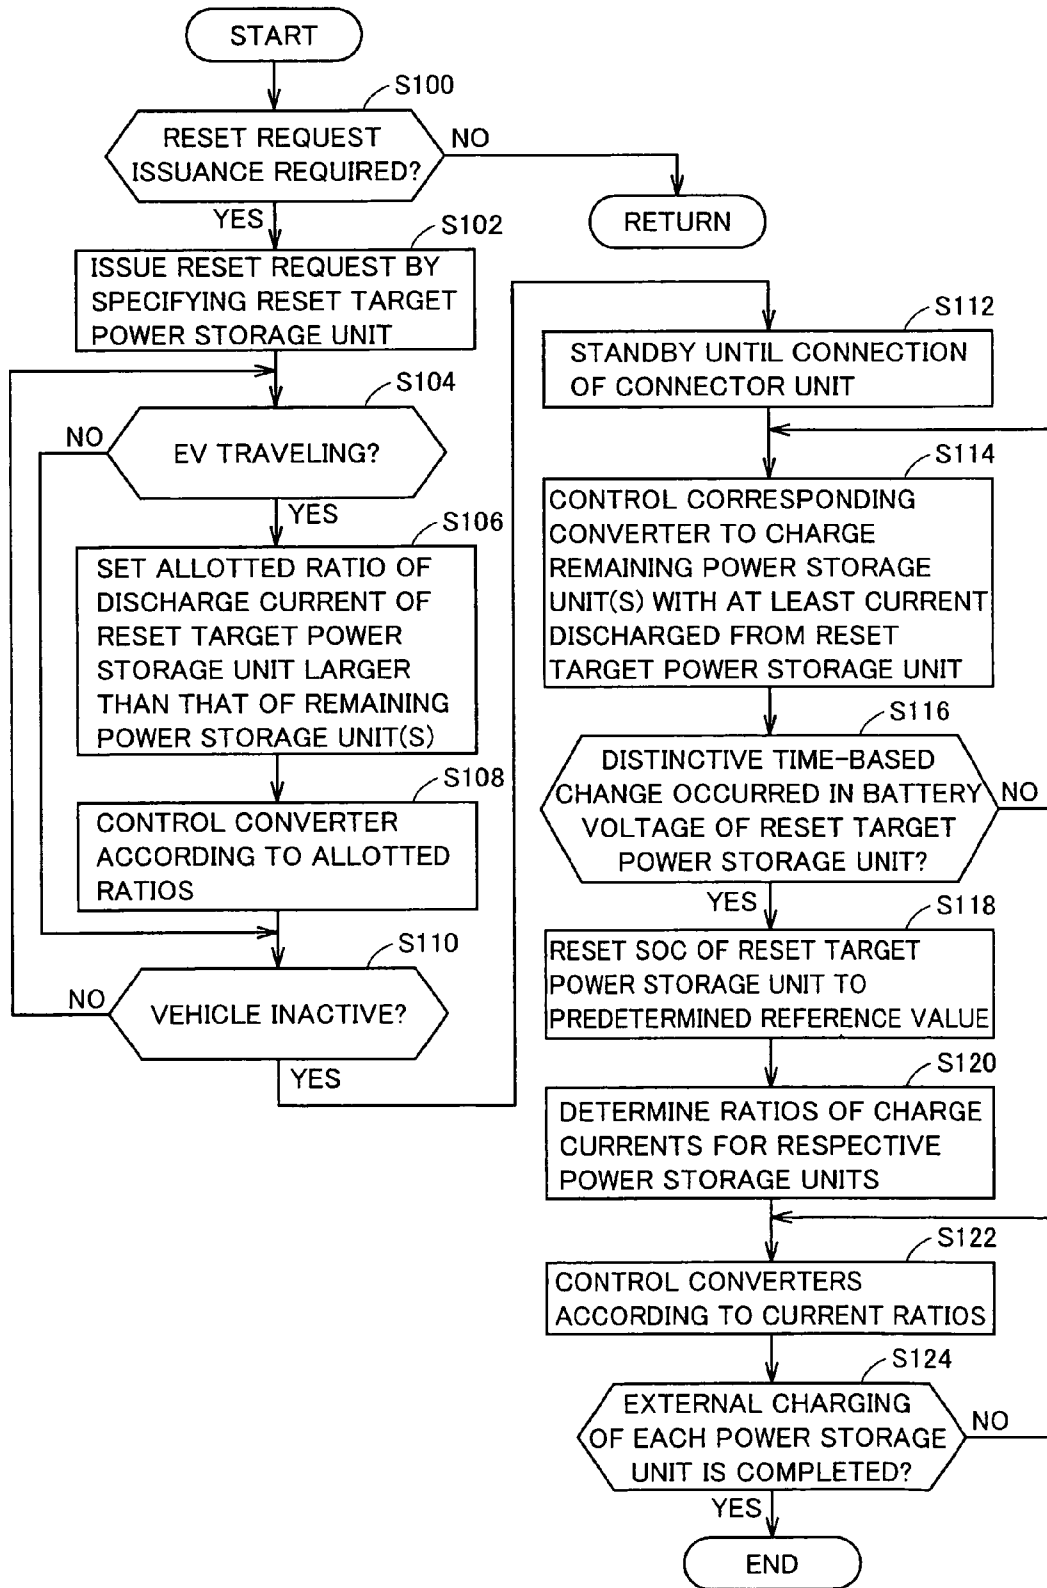 START
S100
RESET REQUEST
ISSUANCE REQUIRED?
NO
RETURN
YES
S102
ISSUE RESET REQUEST BY
SPECIFYING RESET TARGET
POWER STORAGE UNIT
S104
NO
EV TRAVELING?
YES
S106
SET ALLOTTED RATIO OF
DISCHARGE CURRENT OF
RESET TARGET POWER
STORAGE UNIT LARGER
THAN THAT OF REMAINING
POWER STORAGE UNIT(S)
S108
CONTROL CONVERTER
ACCORDING TO ALLOTTED
RATIOS
S110
NO
VEHICLE INACTIVE?
YES
S112
STANDBY UNTIL CONNECTION
OF CONNECTOR UNIT
S114
CONTROL CORRESPONDING
CONVERTER TO CHARGE
REMAINING POWER STORAGE
UNIT(S) WITH AT LEAST CURRENT
DISCHARGED FROM RESET
TARGET POWER STORAGE UNIT
S116
DISTINCTIVE TIME-BASED
CHANGE OCCURRED IN BATTERY
VOLTAGE OF RESET TARGET
POWER STORAGE UNIT?
NO
YES
S118
RESET SOC OF RESET TARGET
POWER STORAGE UNIT TO
PREDETERMINED REFERENCE VALUE
S120
DETERMINE RATIOS OF CHARGE
CURRENTS FOR RESPECTIVE
POWER STORAGE UNITS
S122
CONTROL CONVERTERS
ACCORDING TO CURRENT RATIOS
S124
EXTERNAL CHARGING
OF EACH POWER STORAGE
UNIT IS COMPLETED?
NO
YES
END